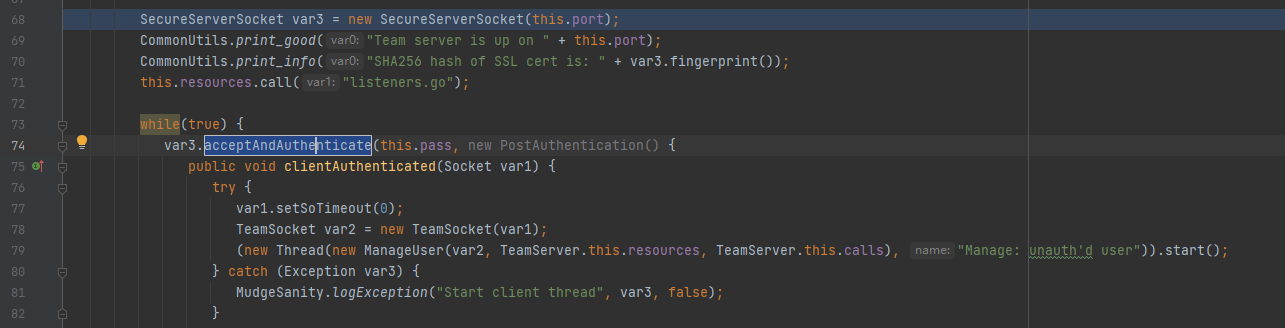 68 SecureServerSocket var3 = new SecureServerSocket(this.port);
69 CommonUtils.print_good( var0: "Team server is up on " + this.port);
70 CommonUtils.print_info( var0: "SHA256 hash of SSL cert is: " + var3.fingerprint());
71 this.resources.call( var1: "listeners.go");
72
73 while(true) {
74 var3.acceptAndAuthenticate(this.pass, new PostAuthentication() {
75 public void clientAuthenticated(Socket var1) {
76 try {
77 var1.setSoTimeout(0);
78 TeamSocket var2 = new TeamSocket(var1);
79 (new Thread(new ManageUser(var2, TeamServer.this.resources, TeamServer.this.calls), name: "Manage: unauth'd user")).start();
80 } catch (Exception var3) {
81 MudgeSanity.logException("Start client thread", var3, false);
82 }